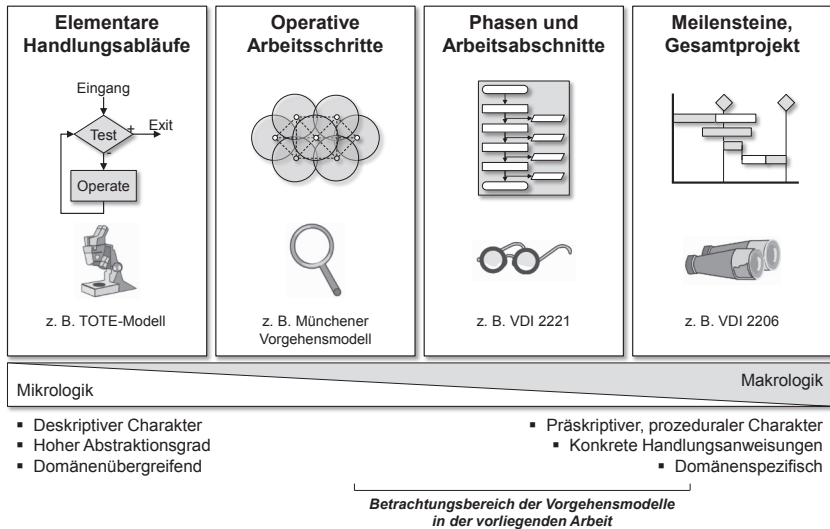 Elementare
Handlungsabläufe
Eingang
Test
+
Exit
-
Operate
z. B. TOTE-Modell
Operative
Arbeitsschritte
z. B. Münchener
Vorgehensmodell
Phasen und
Arbeitsabschnitte
z. B. VDI 2221
Meilensteine,
Gesamtprojekt
z. B. VDI 2206
Mikrologik
Makrologik
▪ Deskriptiver Charakter
▪ Hoher Abstraktionsgrad
▪ Domänenübergreifend
▪ Präskriptiver, prozeduraler Charakter
▪ Konkrete Handlungsanweisungen
▪ Domänenspezifisch
Betrachtungsbereich der Vorgehensmodelle
in der vorliegenden Arbeit